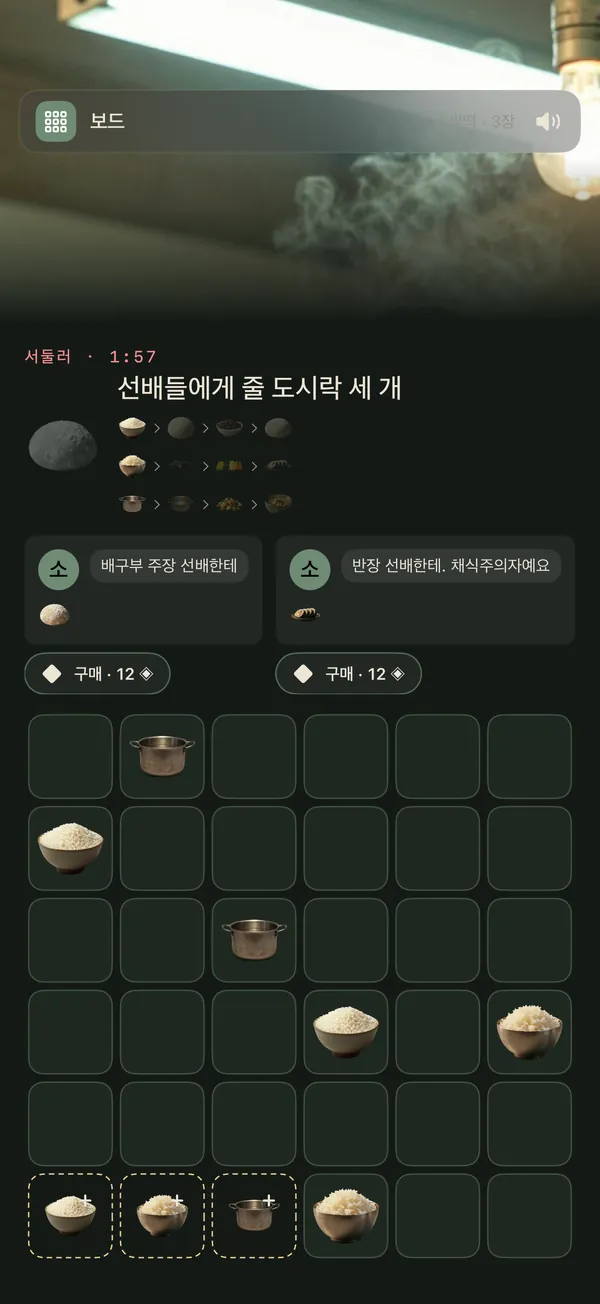 보드
· 3장
서둘러 · 1:57
선배들에게 줄 도시락 세 개
소
배구부 주장 선배한테
소
반장 선배한테. 채식주의자예요
구매 · 12
구매 · 12